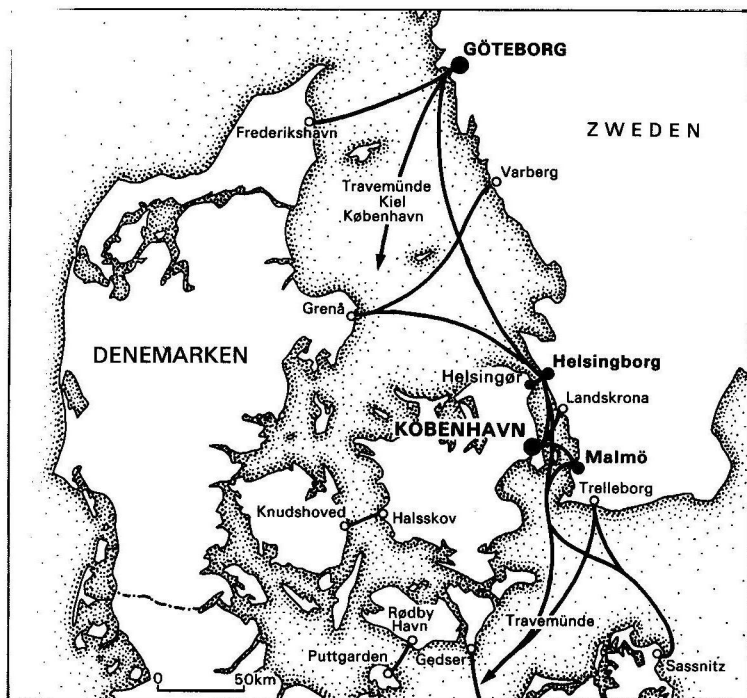 GÖTEBORG
ZWEDEN
Frederikshavn
Varberg
Travemünde
Kiel
København
Grenå
DENEMARKEN
Helsingborg
Helsingør
Landskrona
KÖBENHAVN
Malmö
Trelleborg
Knudshoved
Halsskov
Rødby
Havn
Travemünde
Puttgarden
Gedser
Sassnitz
0 50km